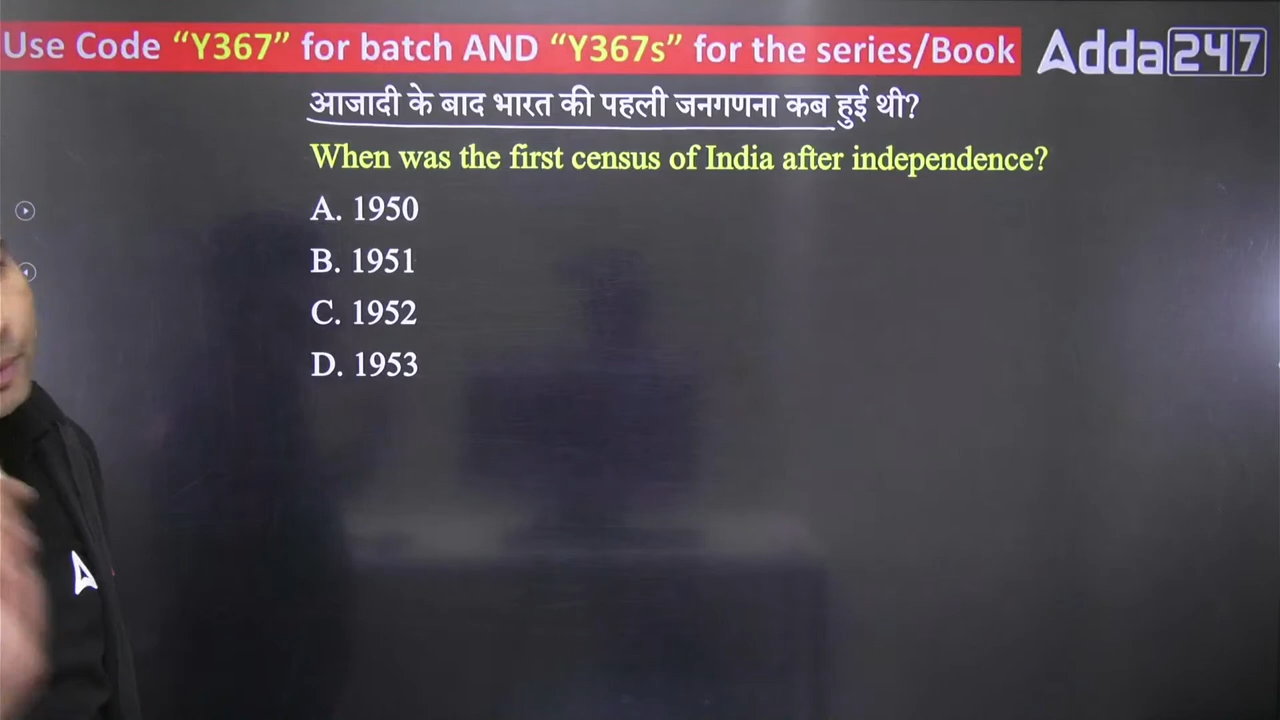 Use Code “Y367” for batch AND “Y367s” for the series/Book
Adda247
आजादी के बाद भारत की पहली जनगणना कब हुई थी?
When was the first census of India after independence?
A. 1950
B. 1951
C. 1952
D. 1953